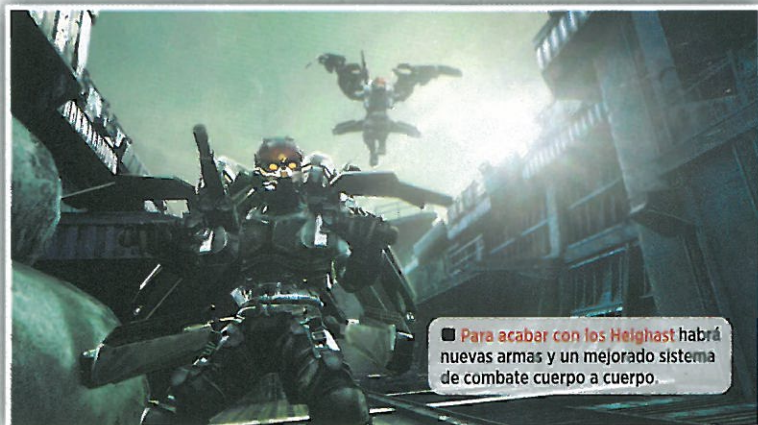 Para acabar con los Helghast habrá
nuevas armas y un mejorado sistema
de combate cuerpo a cuerpo.